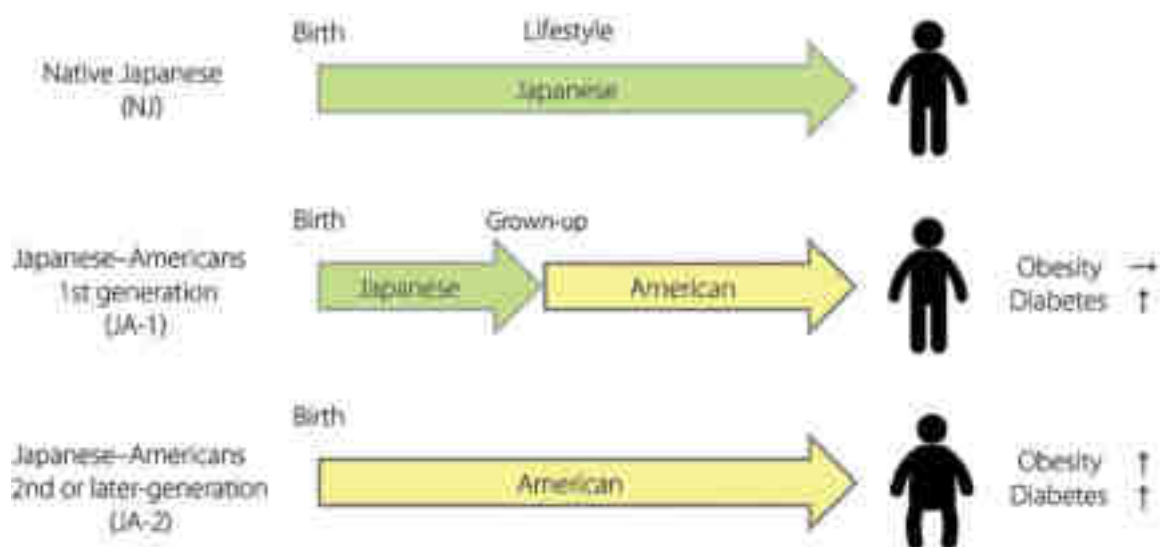 Birth
Lifestyle
Native Japanese
(NJ)
Japanese
Birth
Grown-up
Japanese–Americans
1st generation
(JA-1)
Japanese
American
Obesity →
Diabetes ↑
Birth
Japanese–Americans
2nd or later-generation
(JA-2)
American
Obesity ↑
Diabetes ↑